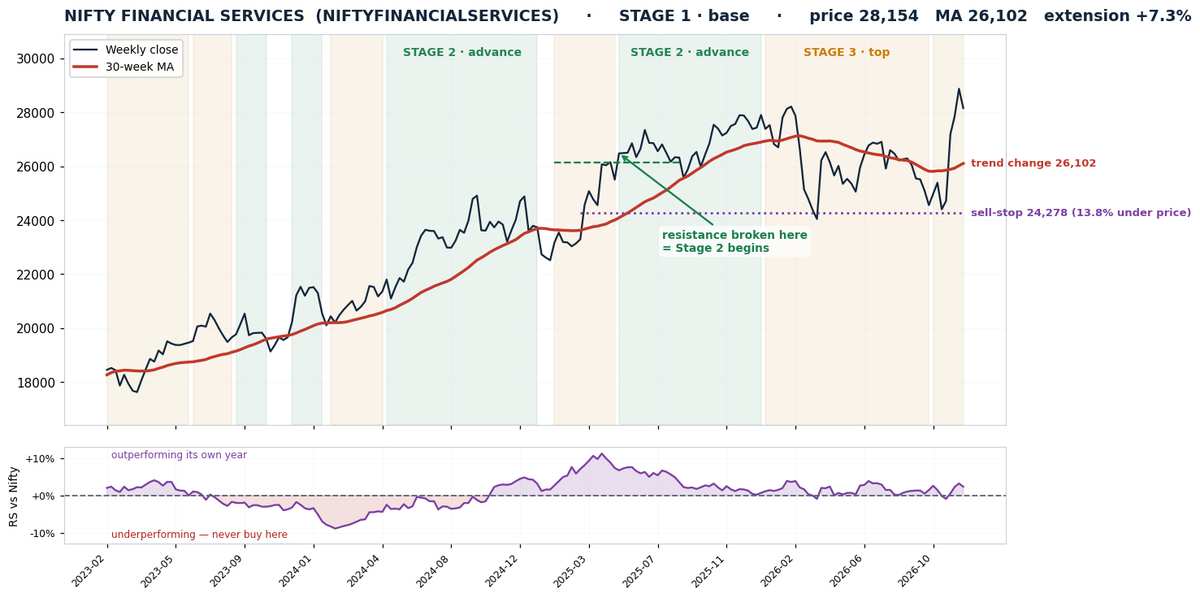 NIFTY FINANCIAL SERVICES (NIFTYFINANCIALSERVICES) · STAGE 1 · base · price 28,154 MA 26,102 extension +7.3%
Weekly close
30-week MA
STAGE 2 · advance
STAGE 2 · advance
STAGE 3 · top
30000
28000
26000
24000
22000
20000
18000
trend change 26,102
sell-stop 24,278 (13.8% under price)
resistance broken here
= Stage 2 begins
RS vs Nifty
+10%
+0%
-10%
outperforming its own year
underperforming — never buy here
2023-02
2023-05
2023-09
2024-01
2024-04
2024-08
2024-12
2025-03
2025-07
2025-11
2026-02
2026-06
2026-10